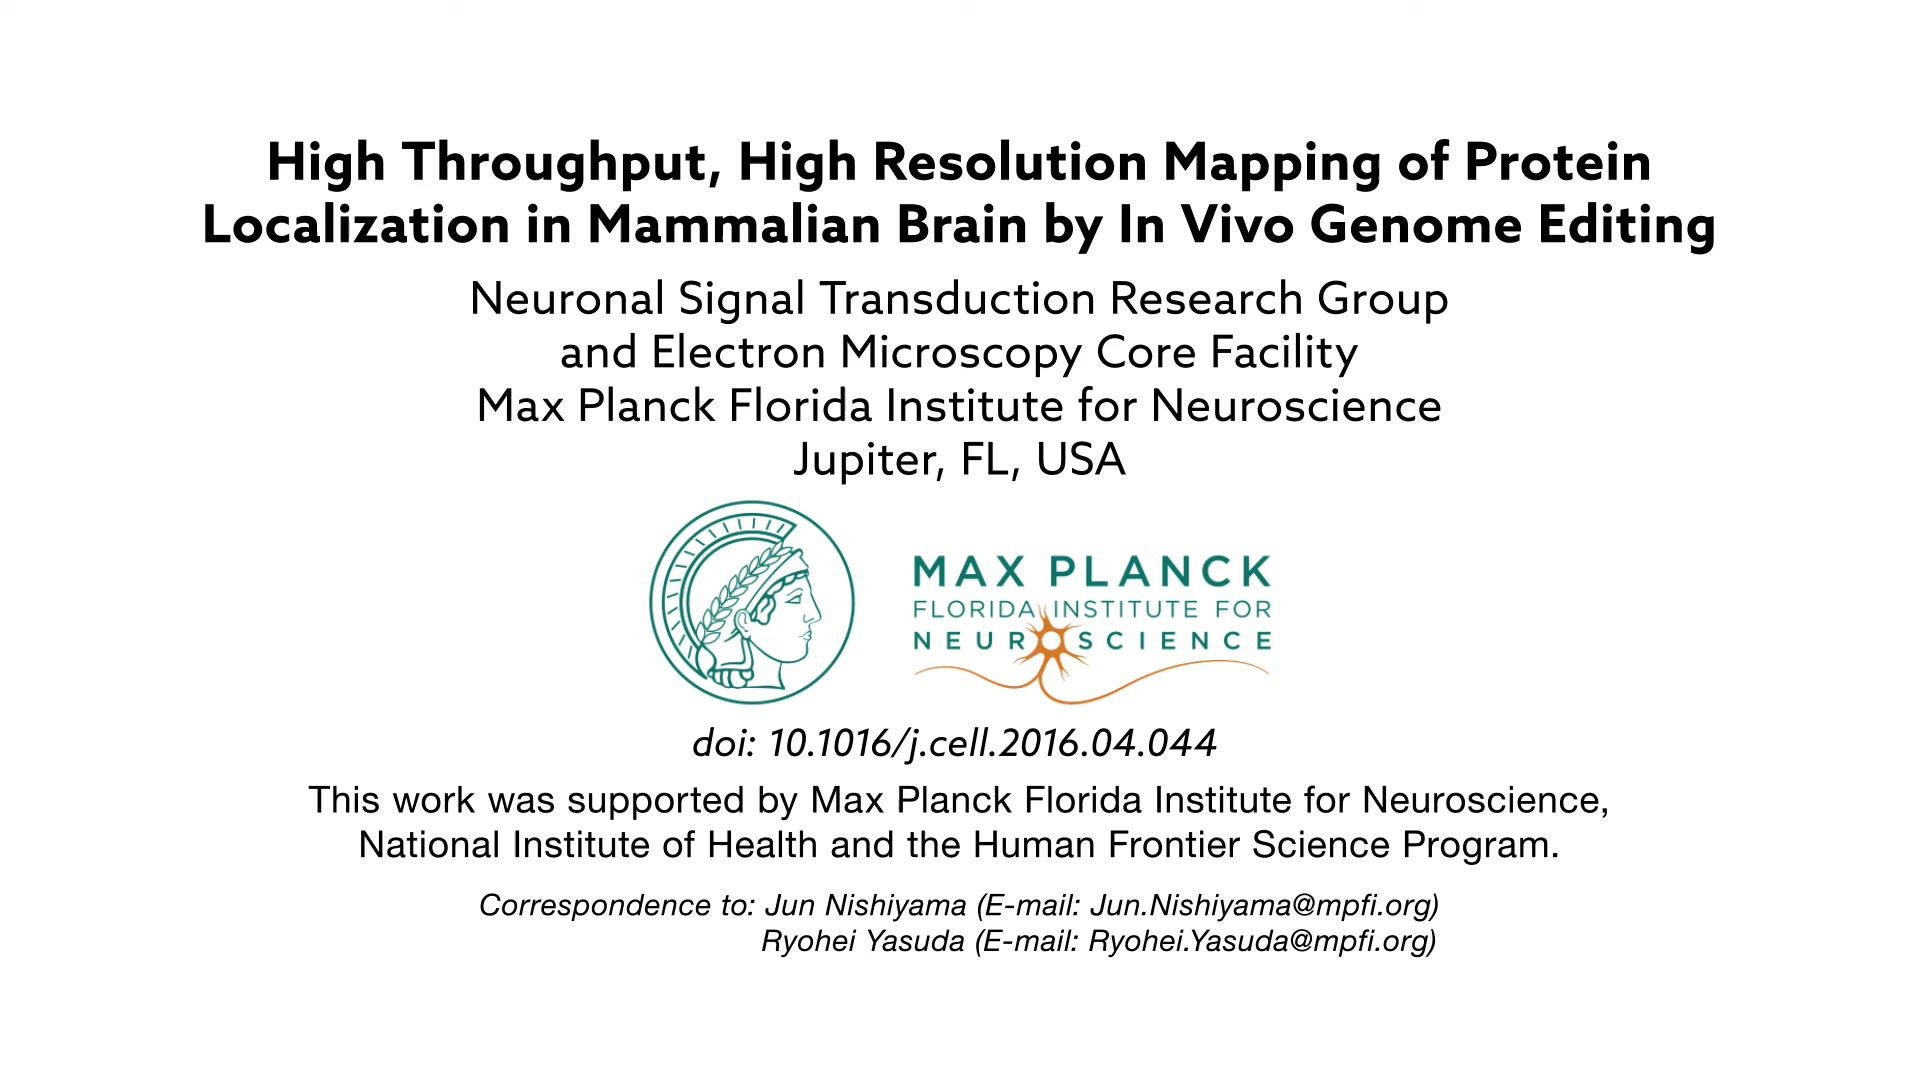 High Throughput, High Resolution Mapping of Protein
Localization in Mammalian Brain by In Vivo Genome Editing
Neuronal Signal Transduction Research Group
and Electron Microscopy Core Facility
Max Planck Florida Institute for Neuroscience
Jupiter, FL, USA
MAX PLANCK
FLORIDA INSTITUTE FOR
NEUROSCIENCE
doi: 10.1016/j.cell.2016.04.044
This work was supported by Max Planck Florida Institute for Neuroscience,
National Institute of Health and the Human Frontier Science Program.
Correspondence to: Jun Nishiyama (E-mail: Jun.Nishiyama@mpfi.org)
Ryohei Yasuda (E-mail: Ryohei.Yasuda@mpfi.org)